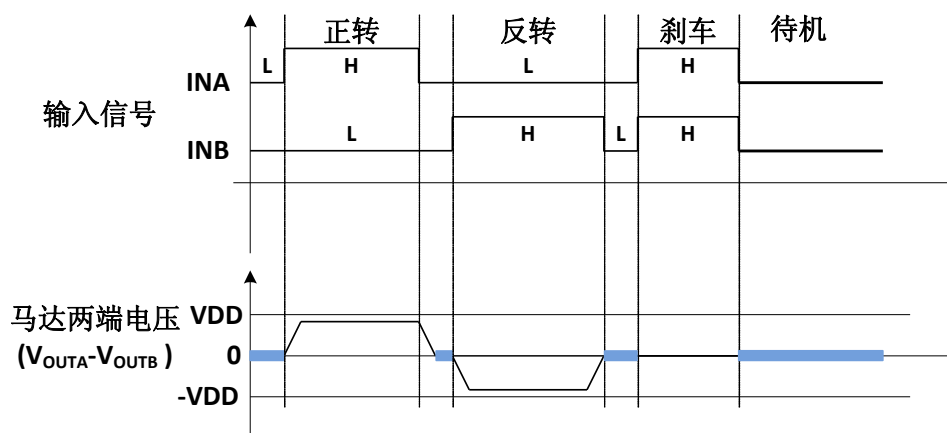 正转 反转 刹车 待机
L H L H
INA
输入信号
L H L H
INB
马达两端电压 VDD
(VOUTA-VOUTB ) 0
-VDD